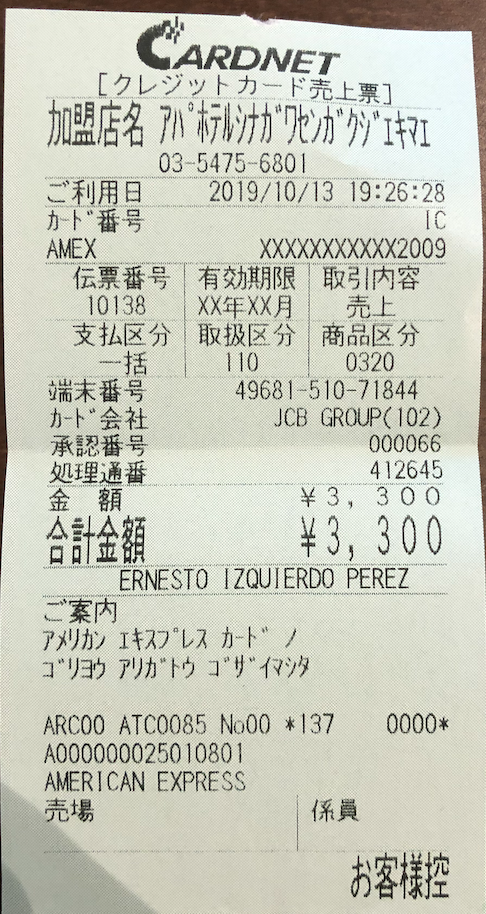 CARDNET
[クレジットカード売上票]
加盟店名 ｱﾊﾟﾎﾃﾙｼﾅｶﾞﾜｾﾝｶﾞｸｼﾞｴｷﾏｴ
03-5475-6801
ご利用日 2019/10/13 19:26:28
ｶｰﾄﾞ番号 IC
AMEX XXXXXXXXXXX2009
伝票番号 有効期限 取引内容
10138 XX年XX月 売上
支払区分 取扱区分 商品区分
一括 110 0320
端末番号 49681-510-71844
ｶｰﾄﾞ会社 JCB GROUP(102)
承認番号 000066
処理通番 412645
金 額 ￥3,300
合計金額 ￥3,300
ERNESTO IZQUIERDO PEREZ
ご案内
ｱﾒﾘｶﾝ ｴｷｽﾌﾟﾚｽ ｶｰﾄﾞ ﾉ
ｺﾞﾘﾖｳ ｱﾘｶﾞﾄｳ ｺﾞｻﾞｲﾏｼﾀ
ARC00 ATC0085 No00 *137 0000*
A000000025010801
AMERICAN EXPRESS
売場 係員
お客様控